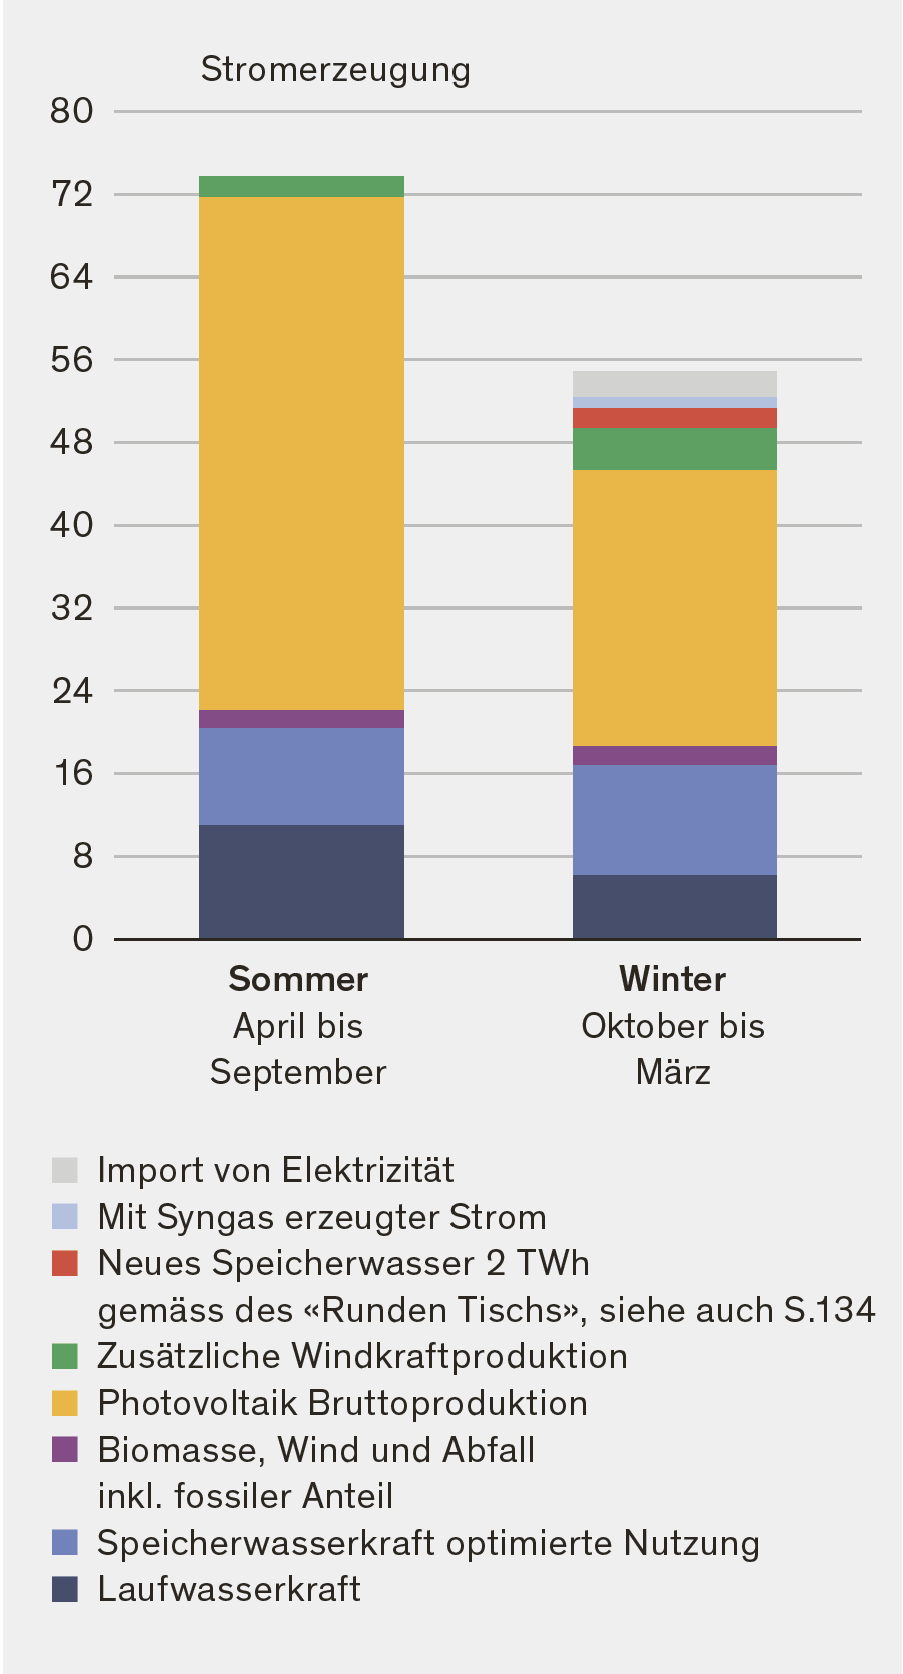 Stromerzeugung
80
72
64
56
48
40
32
24
16
8
0
Sommer
April bis
September
Winter
Oktober bis
März
Import von Elektrizität
Mit Syngas erzeugter Strom
Neues Speicherwasser 2 TWh
gemäss des «Runden Tischs», siehe auch S.134
Zusätzliche Windkraftproduktion
Photovoltaik Bruttoproduktion
Biomasse, Wind und Abfall
inkl. fossiler Anteil
Speicherwasserkraft optimierte Nutzung
Laufwasserkraft